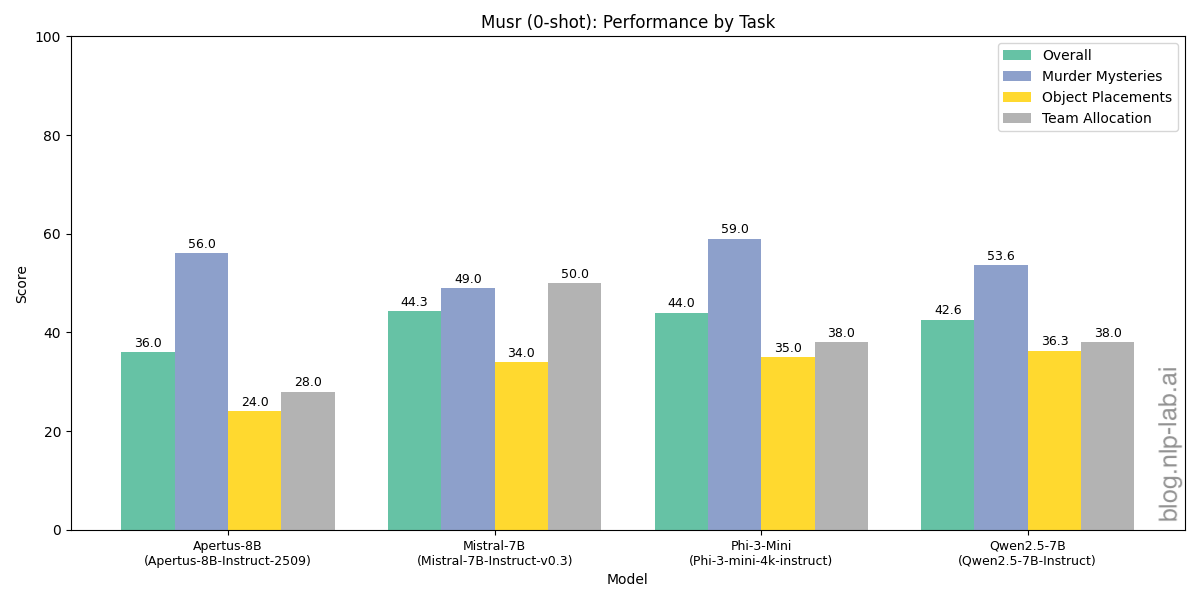 Musr (0-shot): Performance by Task
100
80
60
40
20
0
Score
Overall
Murder Mysteries
Object Placements
Team Allocation
36.0
56.0
24.0
28.0
44.3
49.0
34.0
50.0
44.0
59.0
35.0
38.0
42.6
53.6
36.3
38.0
Apertus-8B
(Apertus-8B-Instruct-2509)
Mistral-7B
(Mistral-7B-Instruct-v0.3)
Phi-3-Mini
(Phi-3-mini-4k-instruct)
Qwen2.5-7B
(Qwen2.5-7B-Instruct)
Model
blog.nlp-lab.ai